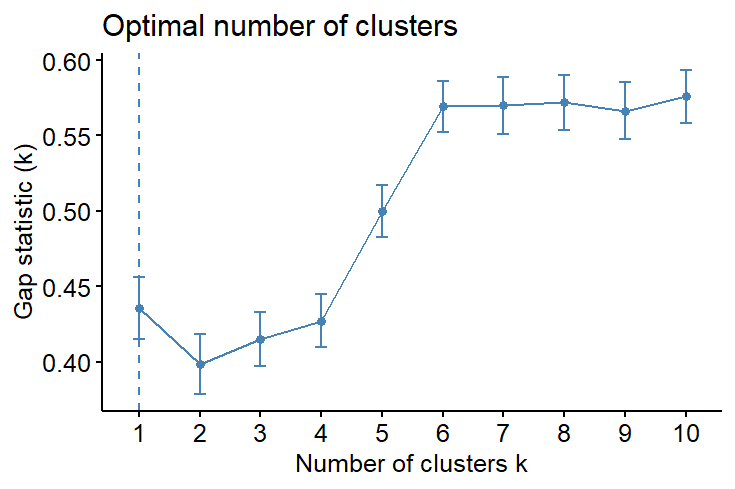 Optimal number of clusters
Gap statistic (k)
0.60
0.55
0.50
0.45
0.40
1 2 3 4 5 6 7 8 9 10
Number of clusters k